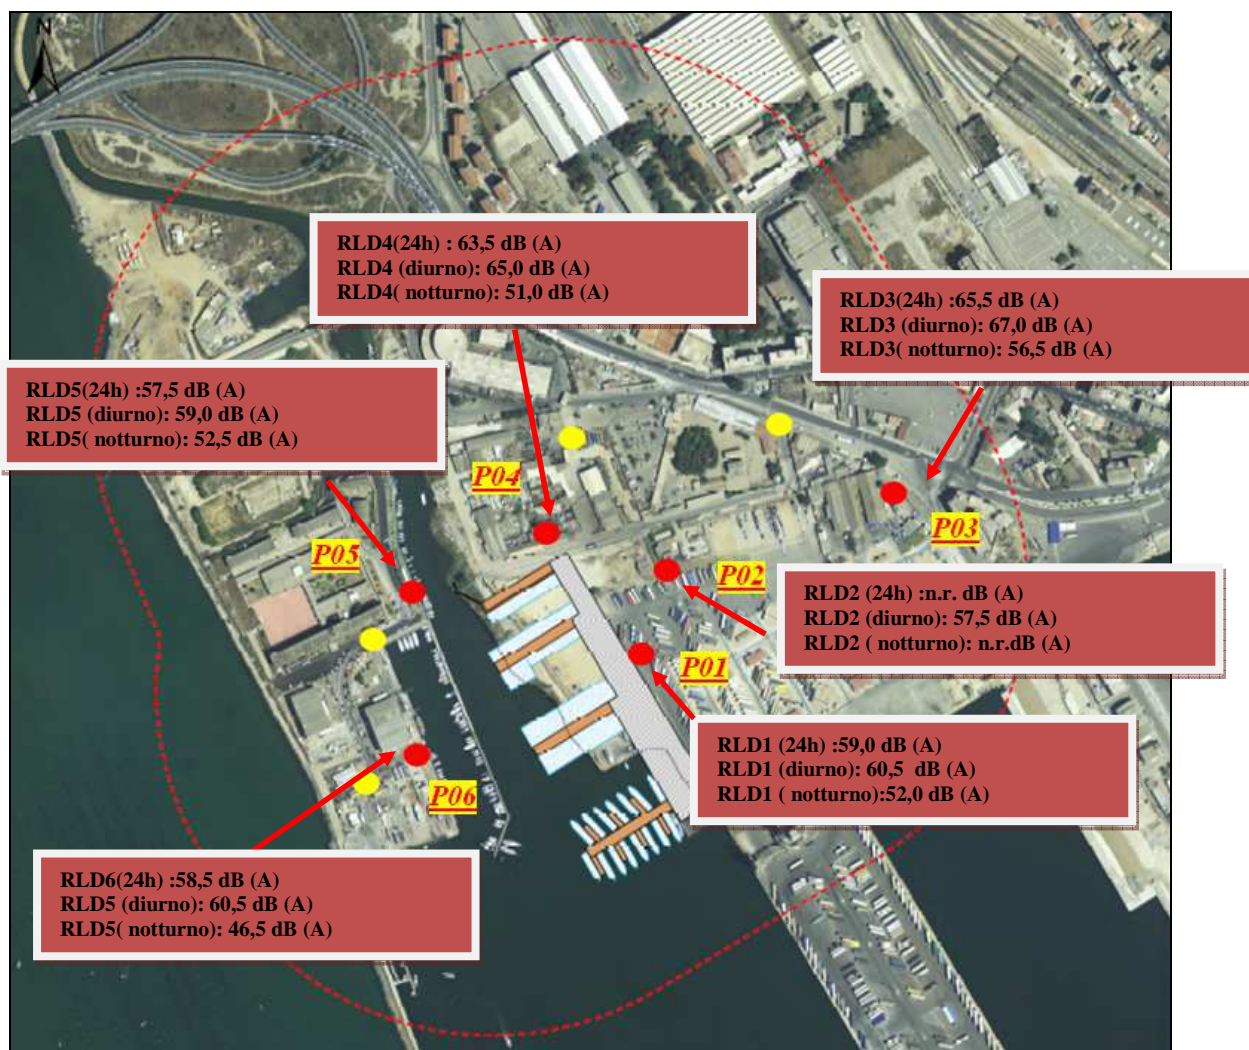 N
RLD4(24h) : 63,5 dB (A)
RLD4 (diurno): 65,0 dB (A)
RLD4( notturno): 51,0 dB (A)
RLD3(24h) :65,5 dB (A)
RLD3 (diurno): 67,0 dB (A)
RLD3( notturno): 56,5 dB (A)
RLD5(24h) :57,5 dB (A)
RLD5 (diurno): 59,0 dB (A)
RLD5( notturno): 52,5 dB (A)
P04
P03
P05
P02
RLD2 (24h) :n.r. dB (A)
RLD2 (diurno): 57,5 dB (A)
RLD2 ( notturno): n.r.dB (A)
P01
RLD1 (24h) :59,0 dB (A)
RLD1 (diurno): 60,5 dB (A)
RLD1 ( notturno):52,0 dB (A)
P06
RLD6(24h) :58,5 dB (A)
RLD5 (diurno): 60,5 dB (A)
RLD5( notturno): 46,5 dB (A)